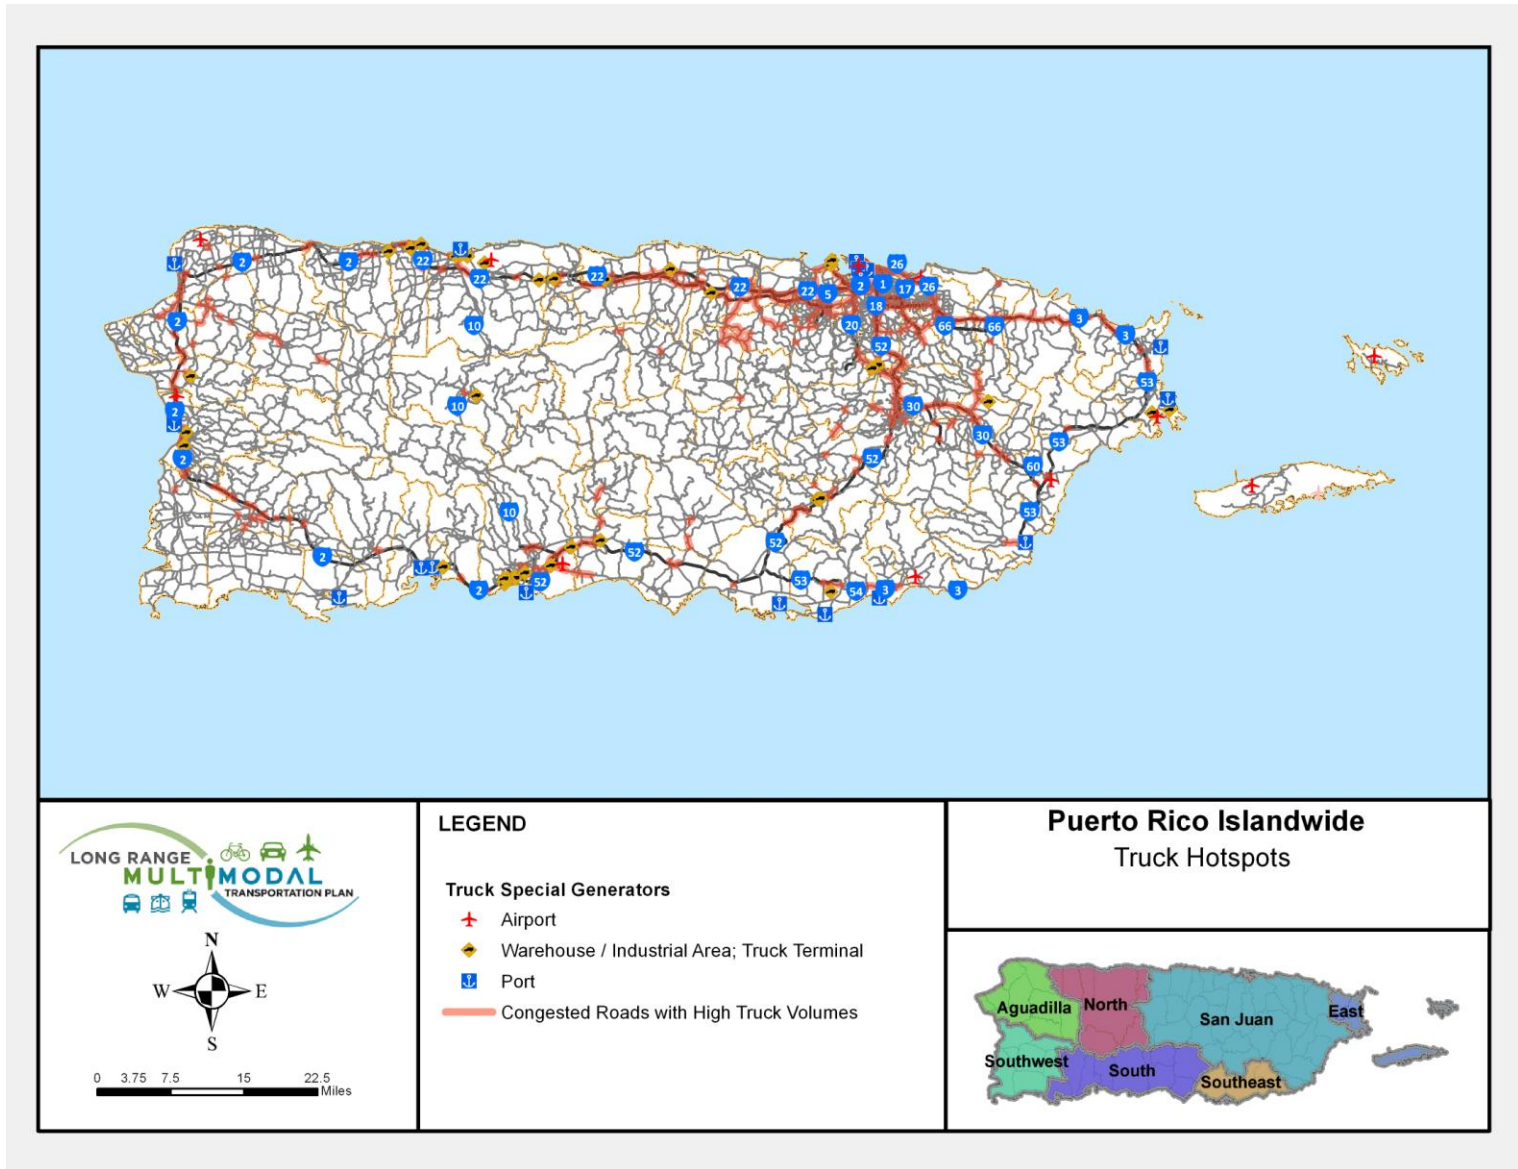 26
2
2
22
22
22
22
22
5
2
1
17
26
18
20
66
66
3
3
2
10
52
53
2
10
30
30
53
2
52
60
10
53
2
52
52
2
52
53
54
3
3
LONG RANGE
MULTIMODAL
TRANSPORTATION PLAN
N
W
E
S
0 3.75 7.5 15 22.5
Miles
LEGEND
Truck Special Generators
Airport
Warehouse / Industrial Area; Truck Terminal
Port
Congested Roads with High Truck Volumes
Puerto Rico Islandwide
Truck Hotspots
Aguadilla
North
San Juan
East
Southwest
South
Southeast